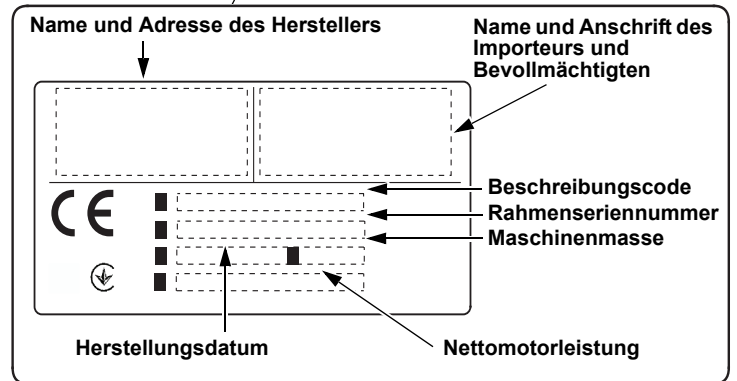 Name und Adresse des Herstellers
Name und Anschrift des
Importeurs und
Bevollmächtigten
CE
Beschreibungscode
Rahmenseriennummer
Maschinenmasse
Herstellungsdatum
Nettomotorleistung